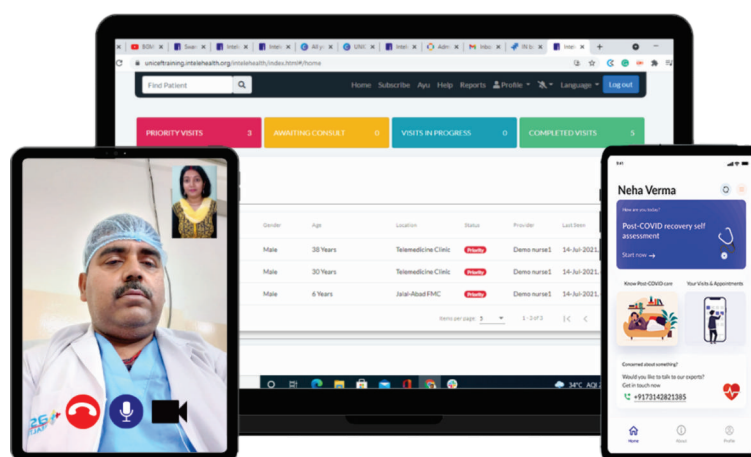 uniceftraining.intelehealth.org/intelehealth/index.html#/home
Find Patient
Home Subscribe Ayu Help Reports Profile Language Log out
PRIORITY VISITS 3
AWAITING CONSULT 0
VISITS IN PROGRESS 0
COMPLETED VISITS 5
Gender Age Location Status Provider Last Seen
Male 38 Years Telemedicine Clinic Priority Demo nurse1 14-Jul-2021,
Male 30 Years Telemedicine Clinic Priority Demo nurse1 14-Jul-2021,
Male 6 Years Jalal-Abad FMC Priority Demo nurse1 14-Jul-2021,
Items per page: 5 1 - 3 of 3
34°C AQI
Neha Verma
How are you today?
Post-COVID recovery self
assessment
Start now →
Know Post-COVID care
Your Visits & Appointments
Concerned about something?
Would you like to talk to our experts?
Get in touch now
+9173142821385
Home About Profile